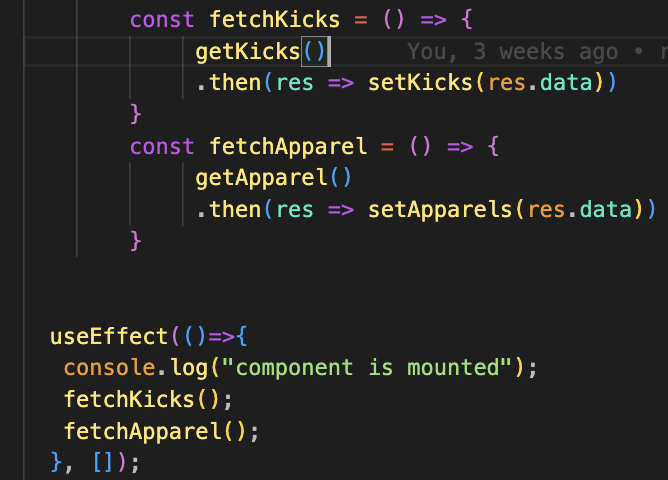 const fetchKicks = () => {
getKicks() You, 3 weeks ago •
.then(res => setKicks(res.data))
}
const fetchApparel = () => {
getApparel()
.then(res => setApparels(res.data))
}
useEffect(()=>{
console.log("component is mounted");
fetchKicks();
fetchApparel();
}, []);